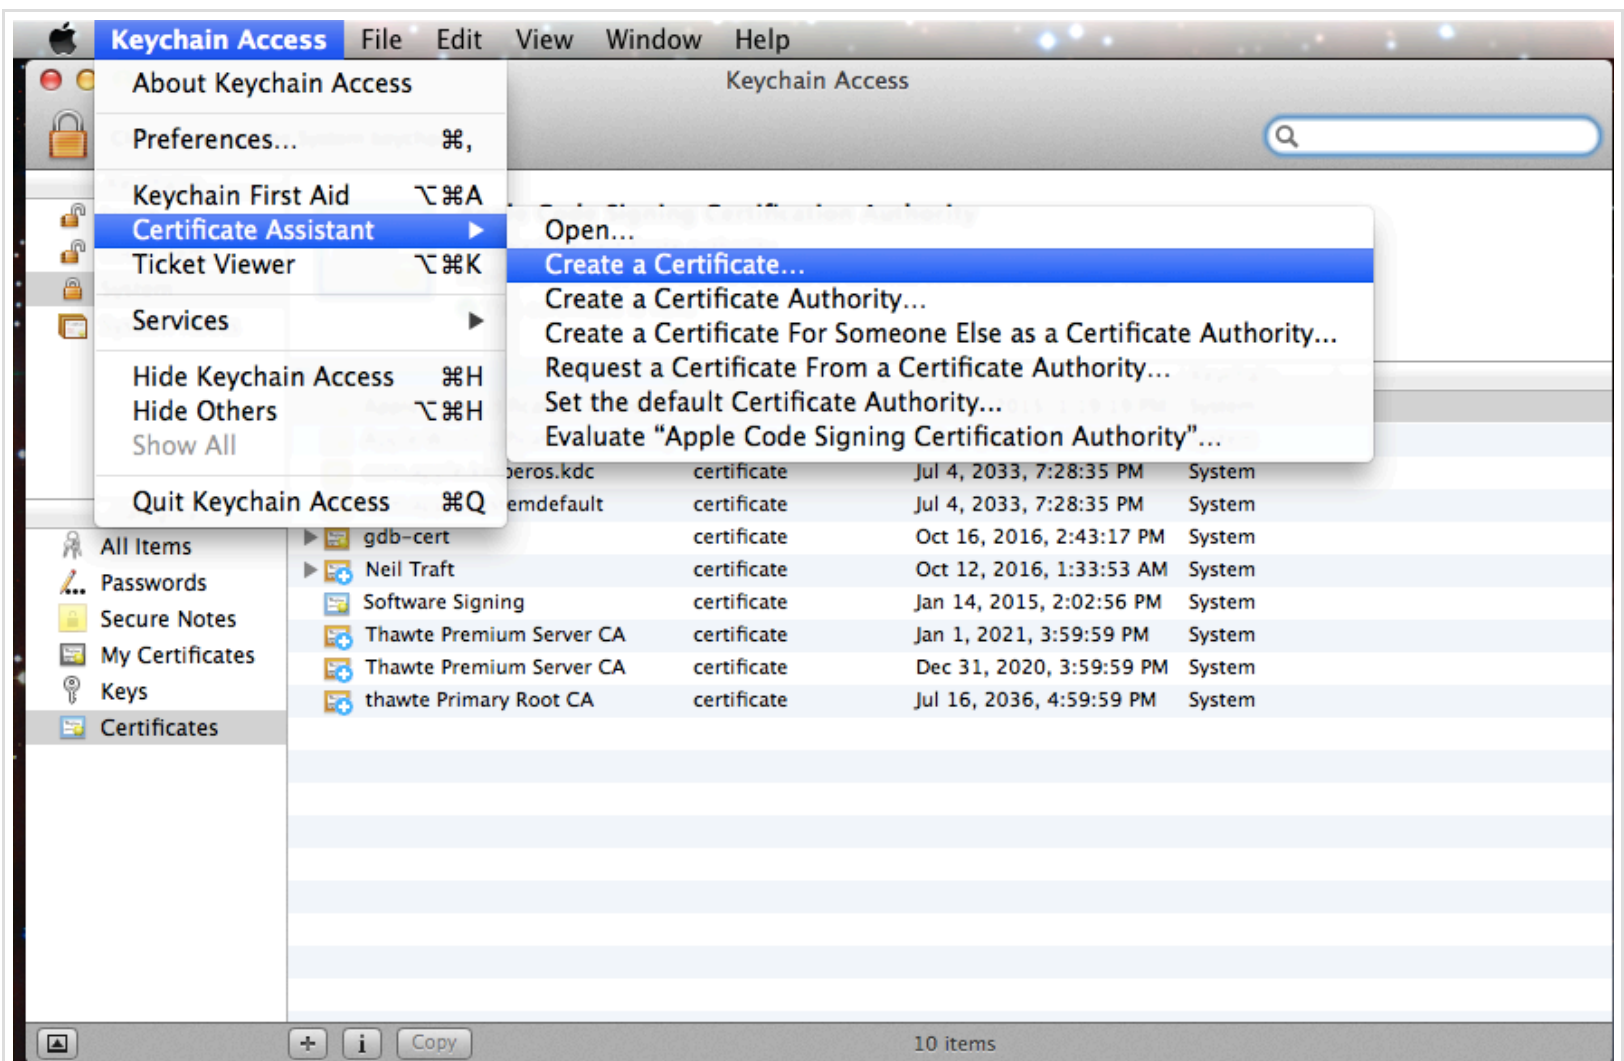 Keychain Access File Edit View Window Help
Keychain Access
About Keychain Access
Preferences... ⌘,
Keychain First Aid ⌥⌘A
Certificate Assistant ▶
Ticket Viewer ⌥⌘K
Services ▶
Hide Keychain Access ⌘H
Hide Others ⌥⌘H
Show All
Quit Keychain Access ⌘Q
Code Signing Certification Authority
Open...
Create a Certificate...
Create a Certificate Authority...
Create a Certificate For Someone Else as a Certificate Authority...
Request a Certificate From a Certificate Authority...
Set the default Certificate Authority...
Evaluate “Apple Code Signing Certification Authority”...
beros.kdc certificate Jul 4, 2033, 7:28:35 PM System
emdefault certificate Jul 4, 2033, 7:28:35 PM System
gdb-cert certificate Oct 16, 2016, 2:43:17 PM System
Neil Traft certificate Oct 12, 2016, 1:33:53 AM System
Software Signing certificate Jan 14, 2015, 2:02:56 PM System
Thawte Premium Server CA certificate Jan 1, 2021, 3:59:59 PM System
Thawte Premium Server CA certificate Dec 31, 2020, 3:59:59 PM System
thawte Primary Root CA certificate Jul 16, 2036, 4:59:59 PM System
All Items
Passwords
Secure Notes
My Certificates
Keys
Certificates
Copy
10 items